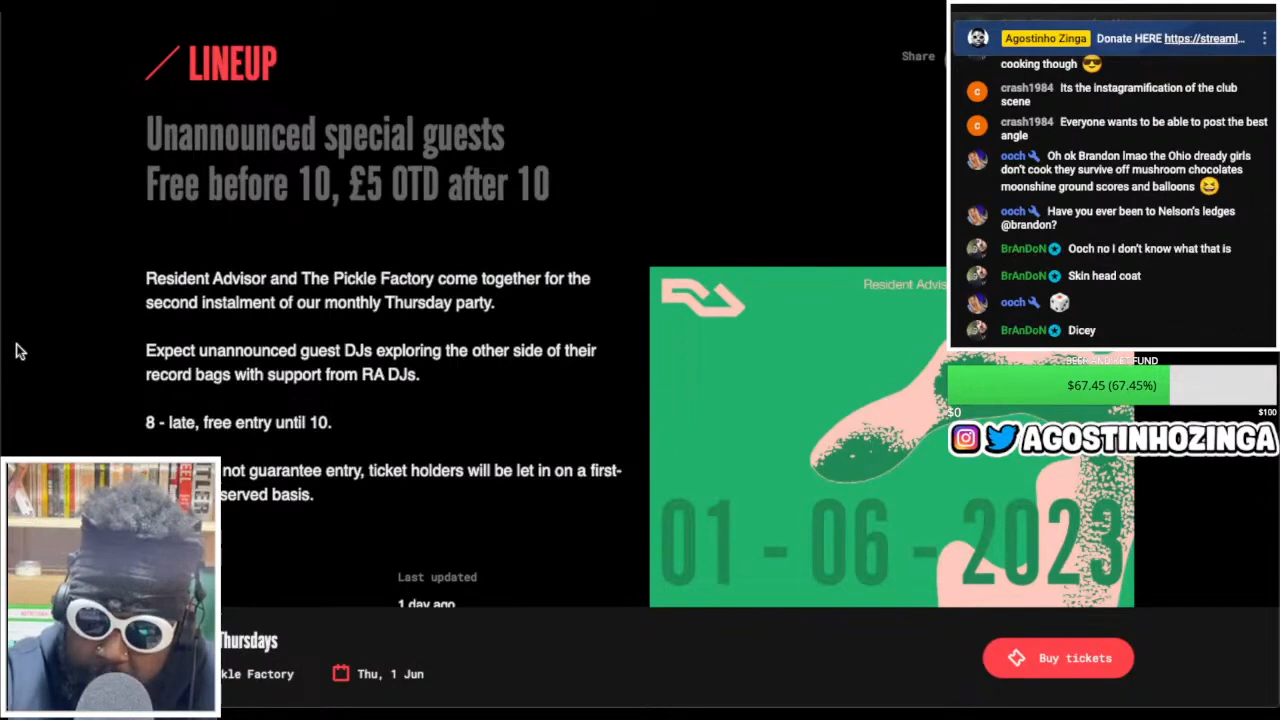 LINEUP
Share
Unannounced special guests
Free before 10, £5 OTD after 10
Resident Advisor and The Pickle Factory come together for the
second instalment of our monthly Thursday party.
Expect unannounced guest DJs exploring the other side of their
record bags with support from RA DJs.
8 - late, free entry until 10.
not guarantee entry, ticket holders will be let in on a first-
served basis.
Last updated
1 day ago
Resident Advis
01 - 06 - 2023
Thursdays
kle Factory
Thu, 1 Jun
Buy tickets
Agostinho Zinga Donate HERE https://streaml...
cooking though
crash1984 Its the instagramification of the club
scene
crash1984 Everyone wants to be able to post the best
angle
ooch Oh ok Brandon lmao the Ohio dready girls
don't cook they survive off mushroom chocolates
moonshine ground scores and balloons
ooch Have you ever been to Nelson's ledges
@brandon?
BrAnDoN Ooch no I don't know what that is
BrAnDoN Skin head coat
ooch
BrAnDoN Dicey
BEER AND KET FUND
$67.45 (67.45%)
$0
$100
AGOSTINHOZINGA